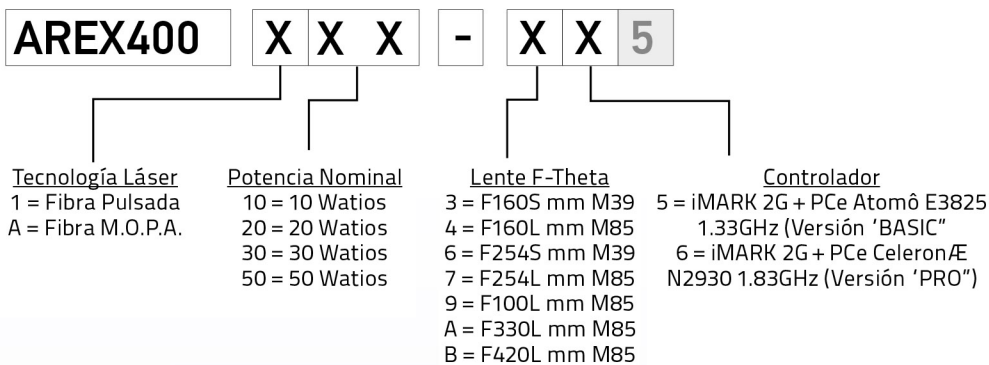 AREX400 X X X - X X 5
Tecnología Láser
1 = Fibra Pulsada
A = Fibra M.O.P.A.
Potencia Nominal
10 = 10 Watios
20 = 20 Watios
30 = 30 Watios
50 = 50 Watios
Lente F-Theta
3 = F160S mm M39
4 = F160L mm M85
6 = F254S mm M39
7 = F254L mm M85
9 = F100L mm M85
A = F330L mm M85
B = F420L mm M85
Controlador
5 = iMARK 2G + PCe Atomô E3825
1.33GHz (Versión ‘BASIC“
6 = iMARK 2G + PCe CeleronÆ
N2930 1.83GHz (Versión ‘PRO”)